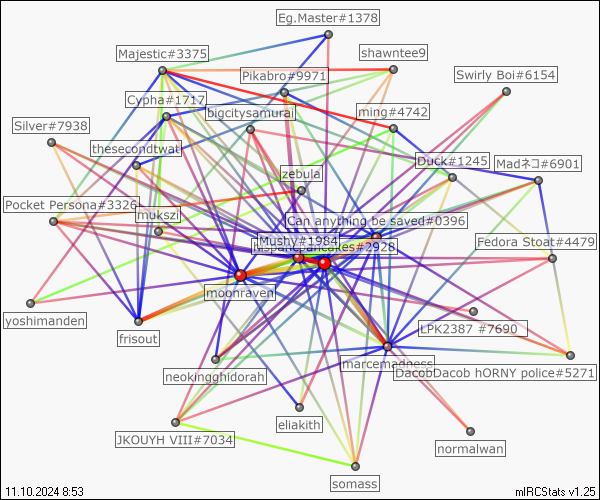 Eg.Master#1378
Majestic#3375
shawntee9
Pikabro#9971
Swirly Boi#6154
Cypha#1717
bigcitysamurai
ming#4742
Silver#7938
thesecondtwat
Duck#1245
Madネコ#6901
zebula
Pocket Persona#3326
mukszi
Can anything be saved#0396
Mushy#1984
hispanicpancakes#2928
Fedora Stoat#4479
moonraven
yoshimanden
frisout
LPK2387 #7690
marcemadness
neokingghidorah
DacobDacob hORNY police#5271
eliakith
JKOUYH VIII#7034
normalwan
somass
11.10.2024 8:53
mIRCStats v1.25